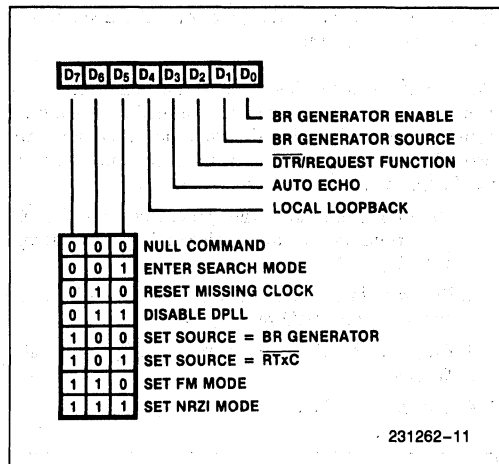 D7 D6 D5 D4 D3 D2 D1 D0
BR GENERATOR ENABLE
BR GENERATOR SOURCE
DTR/REQUEST FUNCTION
AUTO ECHO
LOCAL LOOPBACK
0 0 0 NULL COMMAND
0 0 1 ENTER SEARCH MODE
0 1 0 RESET MISSING CLOCK
0 1 1 DISABLE DPLL
1 0 0 SET SOURCE = BR GENERATOR
1 0 1 SET SOURCE = RTxC
1 1 0 SET FM MODE
1 1 1 SET NRZI MODE
231262-11